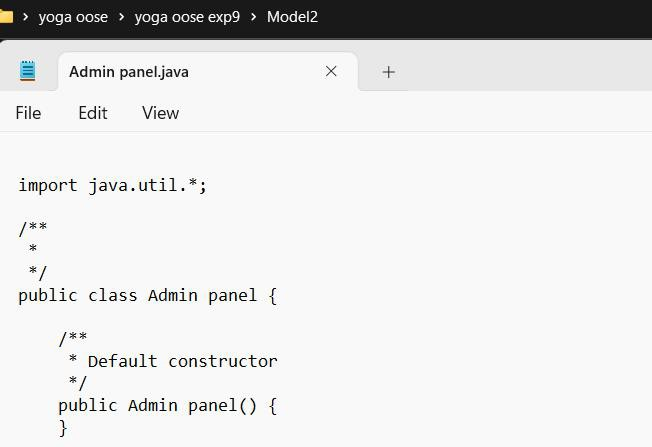 yoga oose > yoga oose exp9 > Model2
Admin panel.java
File Edit View
import java.util.*;
/**
 *
 */
public class Admin panel {
    /**
     * Default constructor
     */
    public Admin panel() {
    }